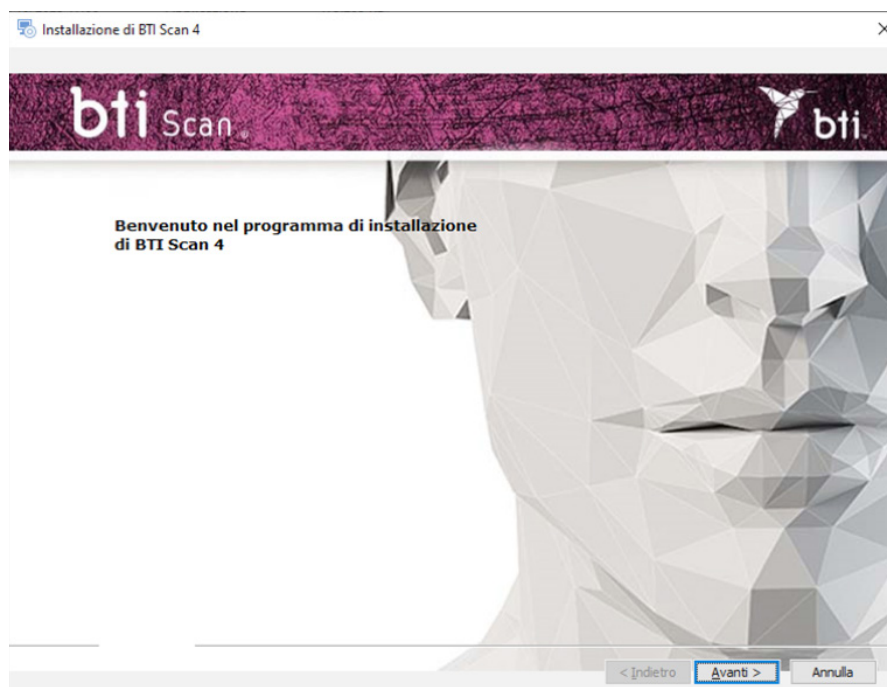 Installazione di BTI Scan 4
bti Scan®
bti
Benvenuto nel programma di installazione
di BTI Scan 4
< Indietro
Avanti >
Annulla